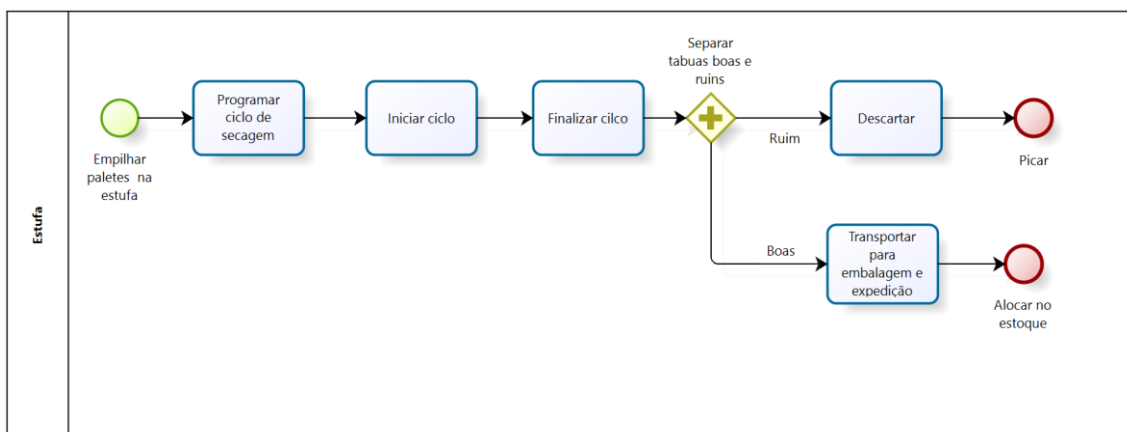 Estufa
Empilhar
paletes na
estufa
Programar
ciclo de
secagem
Iniciar ciclo
Finalizar cilco
Separar
tabuas boas e
ruins
Ruim
Descartar
Picar
Boas
Transportar
para
embalagem e
expedição
Alocar no
estoque